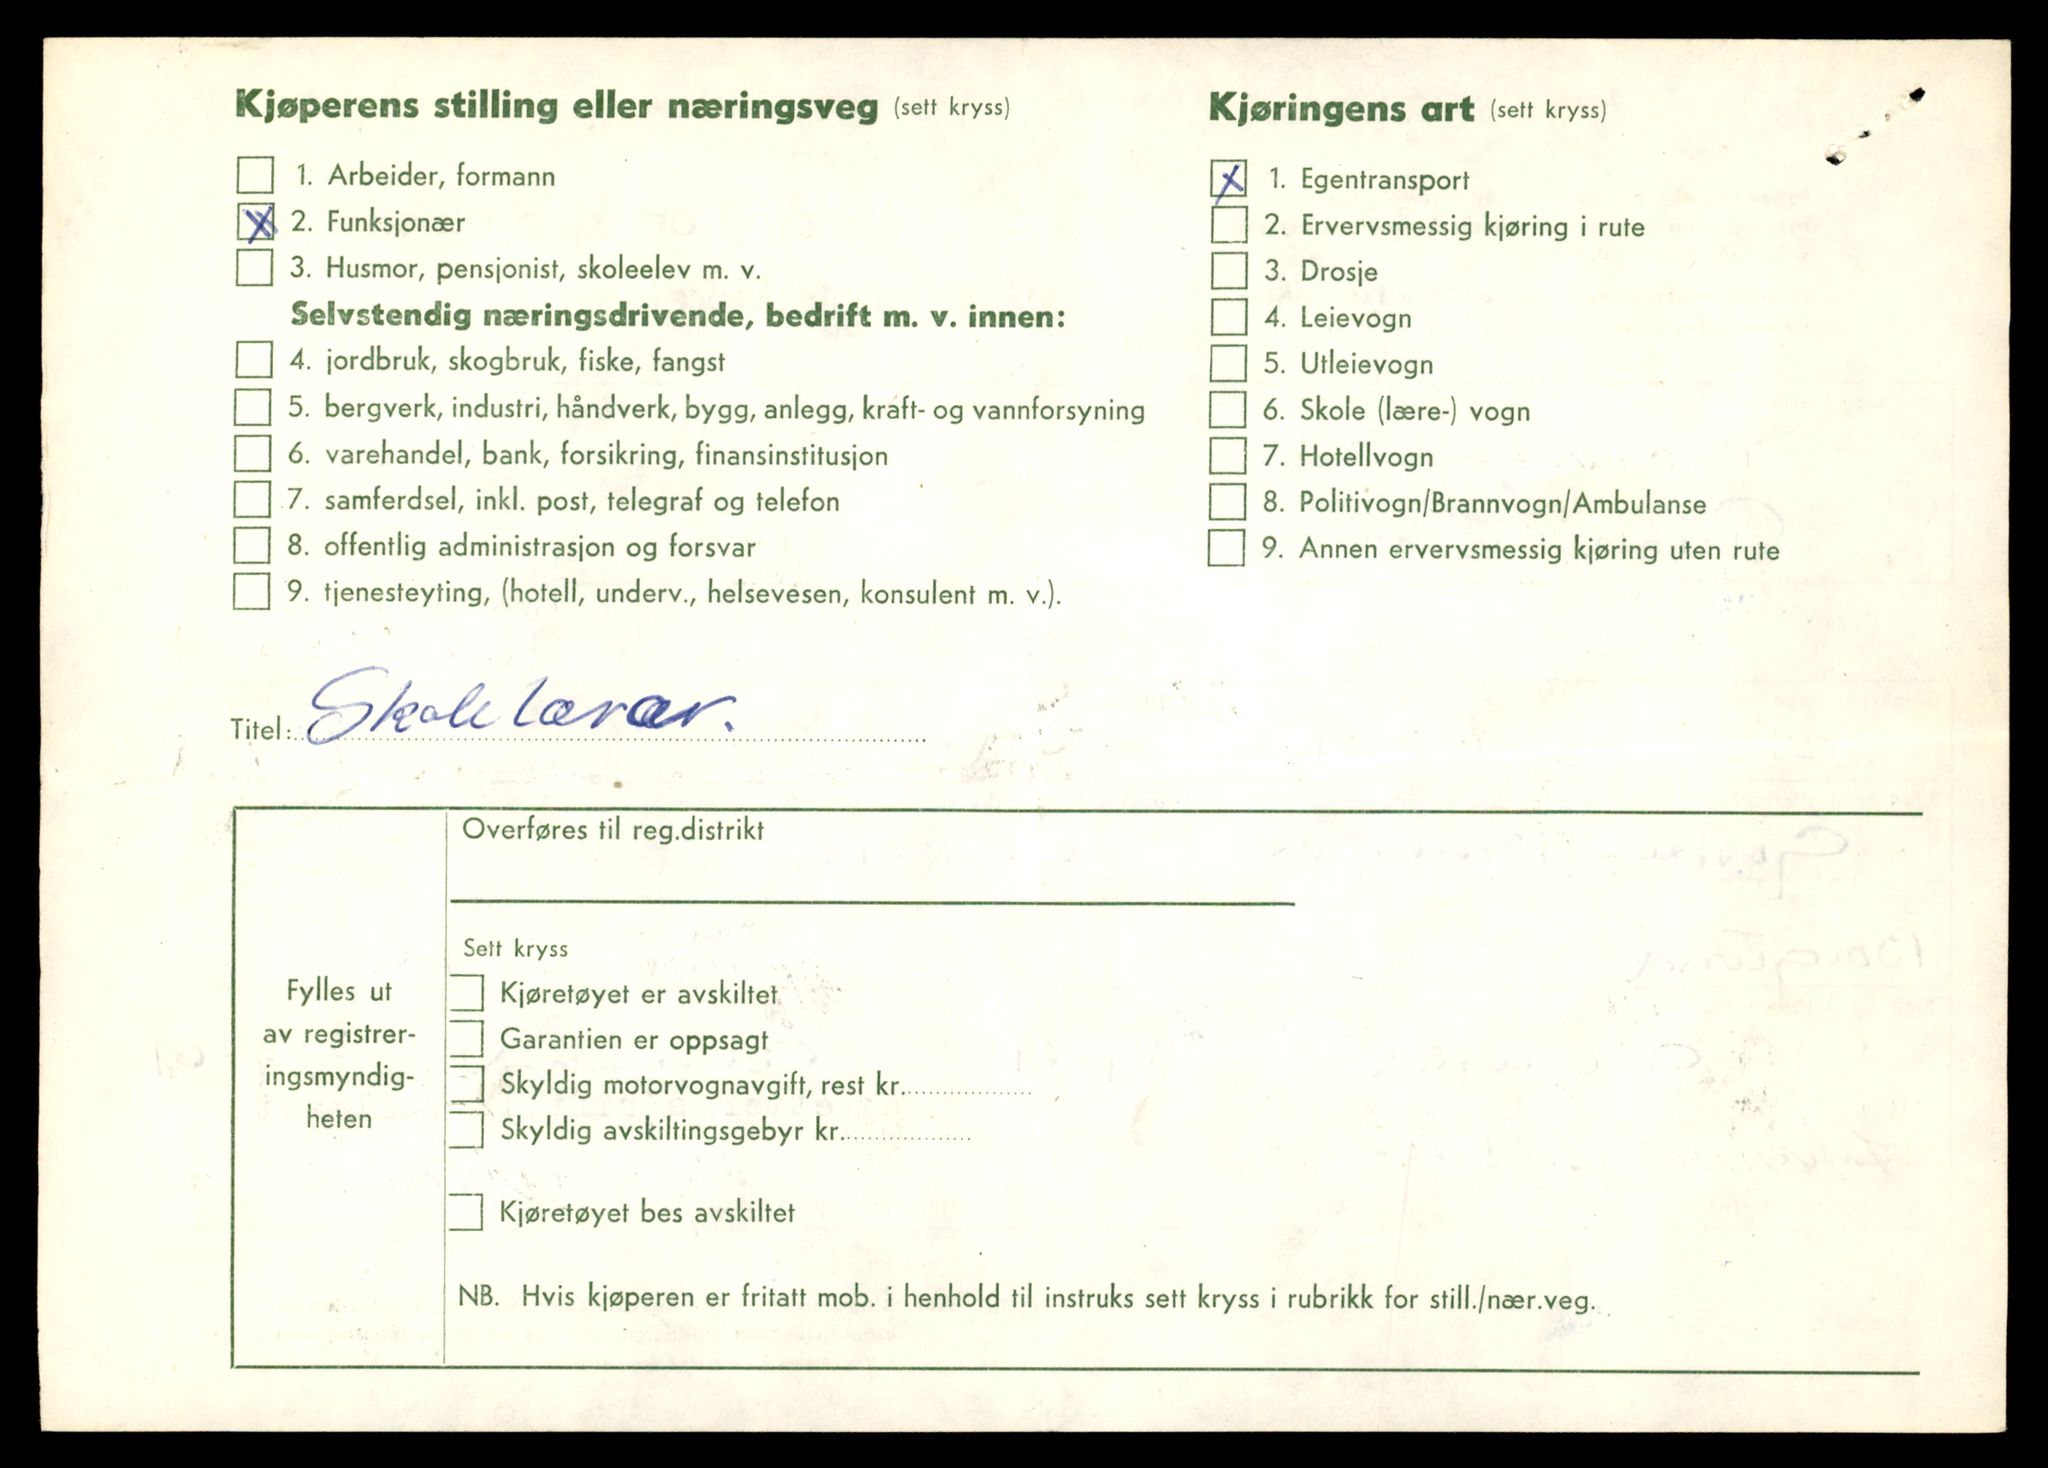 Kjøperens stilling eller næringsveg (sett kryss)
1. Arbeider, formann
X 2. Funksjonær
3. Husmor, pensjonist, skoleelev m. v.
Selvstendig næringsdrivende, bedrift m. v. innen:
4. jordbruk, skogbruk, fiske, fangst
5. bergverk, industri, håndverk, bygg, anlegg, kraft- og vannforsyning
6. varehandel, bank, forsikring, finansinstitusjon
7. samferdsel, inkl. post, telegraf og telefon
8. offentlig administrasjon og forsvar
9. tjenesteyting, (hotell, underv., helsevesen, konsulent m. v.).
Kjøringens art (sett kryss)
X 1. Egentransport
2. Ervervsmessig kjøring i rute
3. Drosje
4. Leievogn
5. Utleievogn
6. Skole (lære-) vogn
7. Hotellvogn
8. Politivogn/Brannvogn/Ambulanse
9. Annen ervervsmessig kjøring uten rute
Titel: Skolelærer.
Fylles ut
av registrer-
ingsmyndig-
heten
Overføres til reg.distrikt
Sett kryss
Kjøretøyet er avskiltet
Garantien er oppsagt
Skyldig motorvognavgift, rest kr.
Skyldig avskiltingsgebyr kr.
Kjøretøyet bes avskiltet
NB. Hvis kjøperen er fritatt mob. i henhold til instruks sett kryss i rubrikk for still./nær.veg.